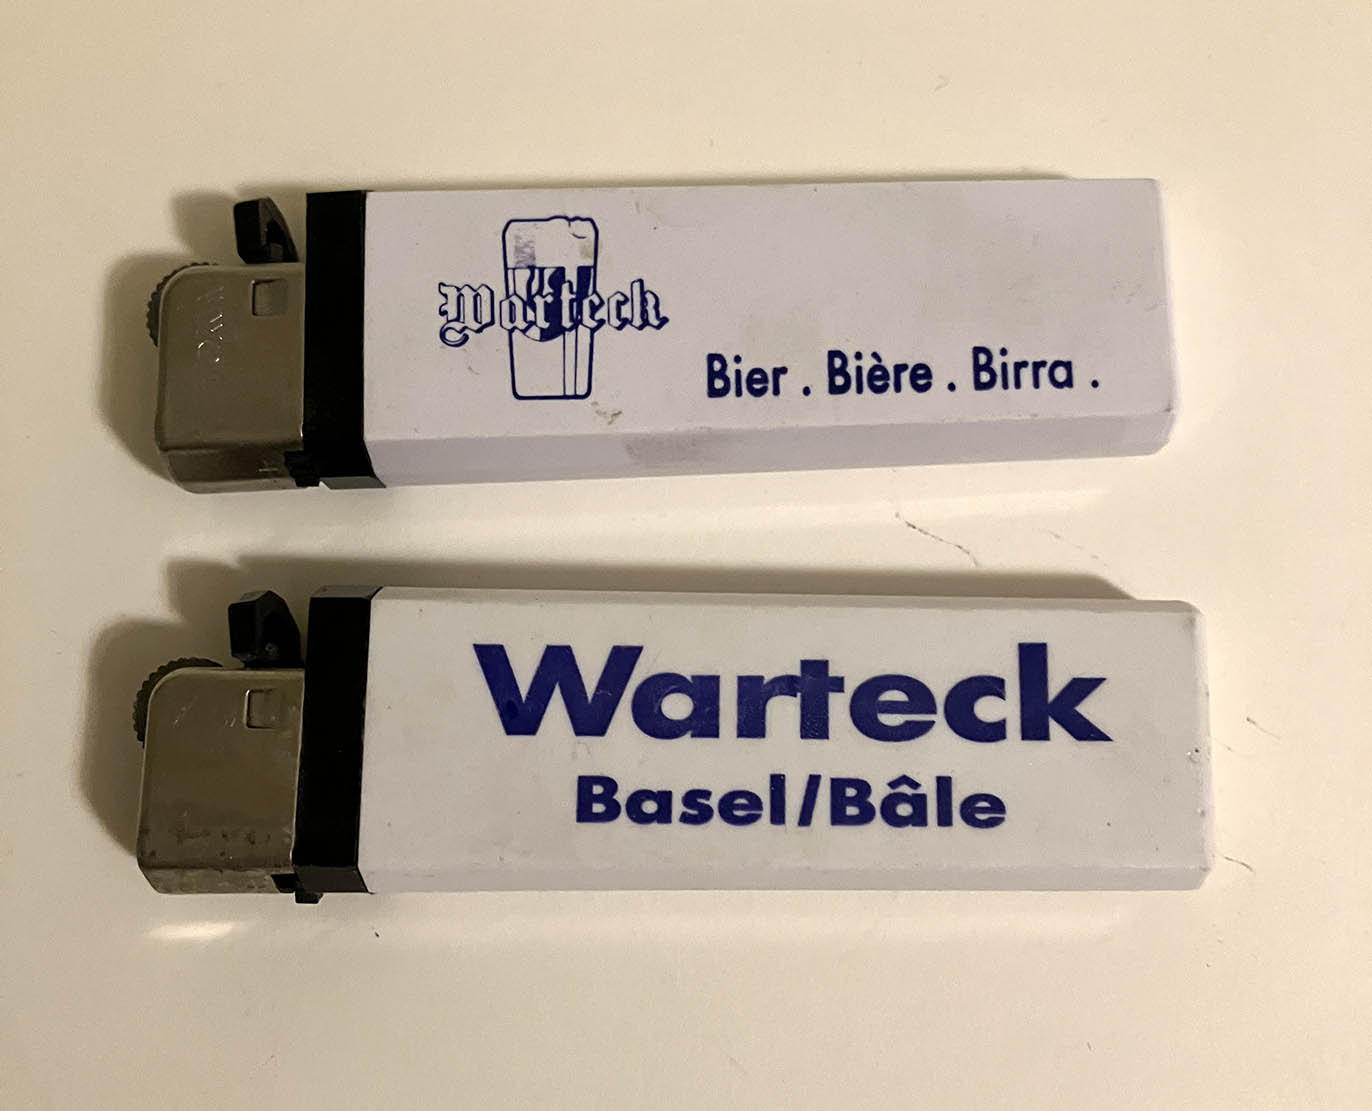 Warteck
Bier . Bière . Birra .
Warteck
Basel/Bâle